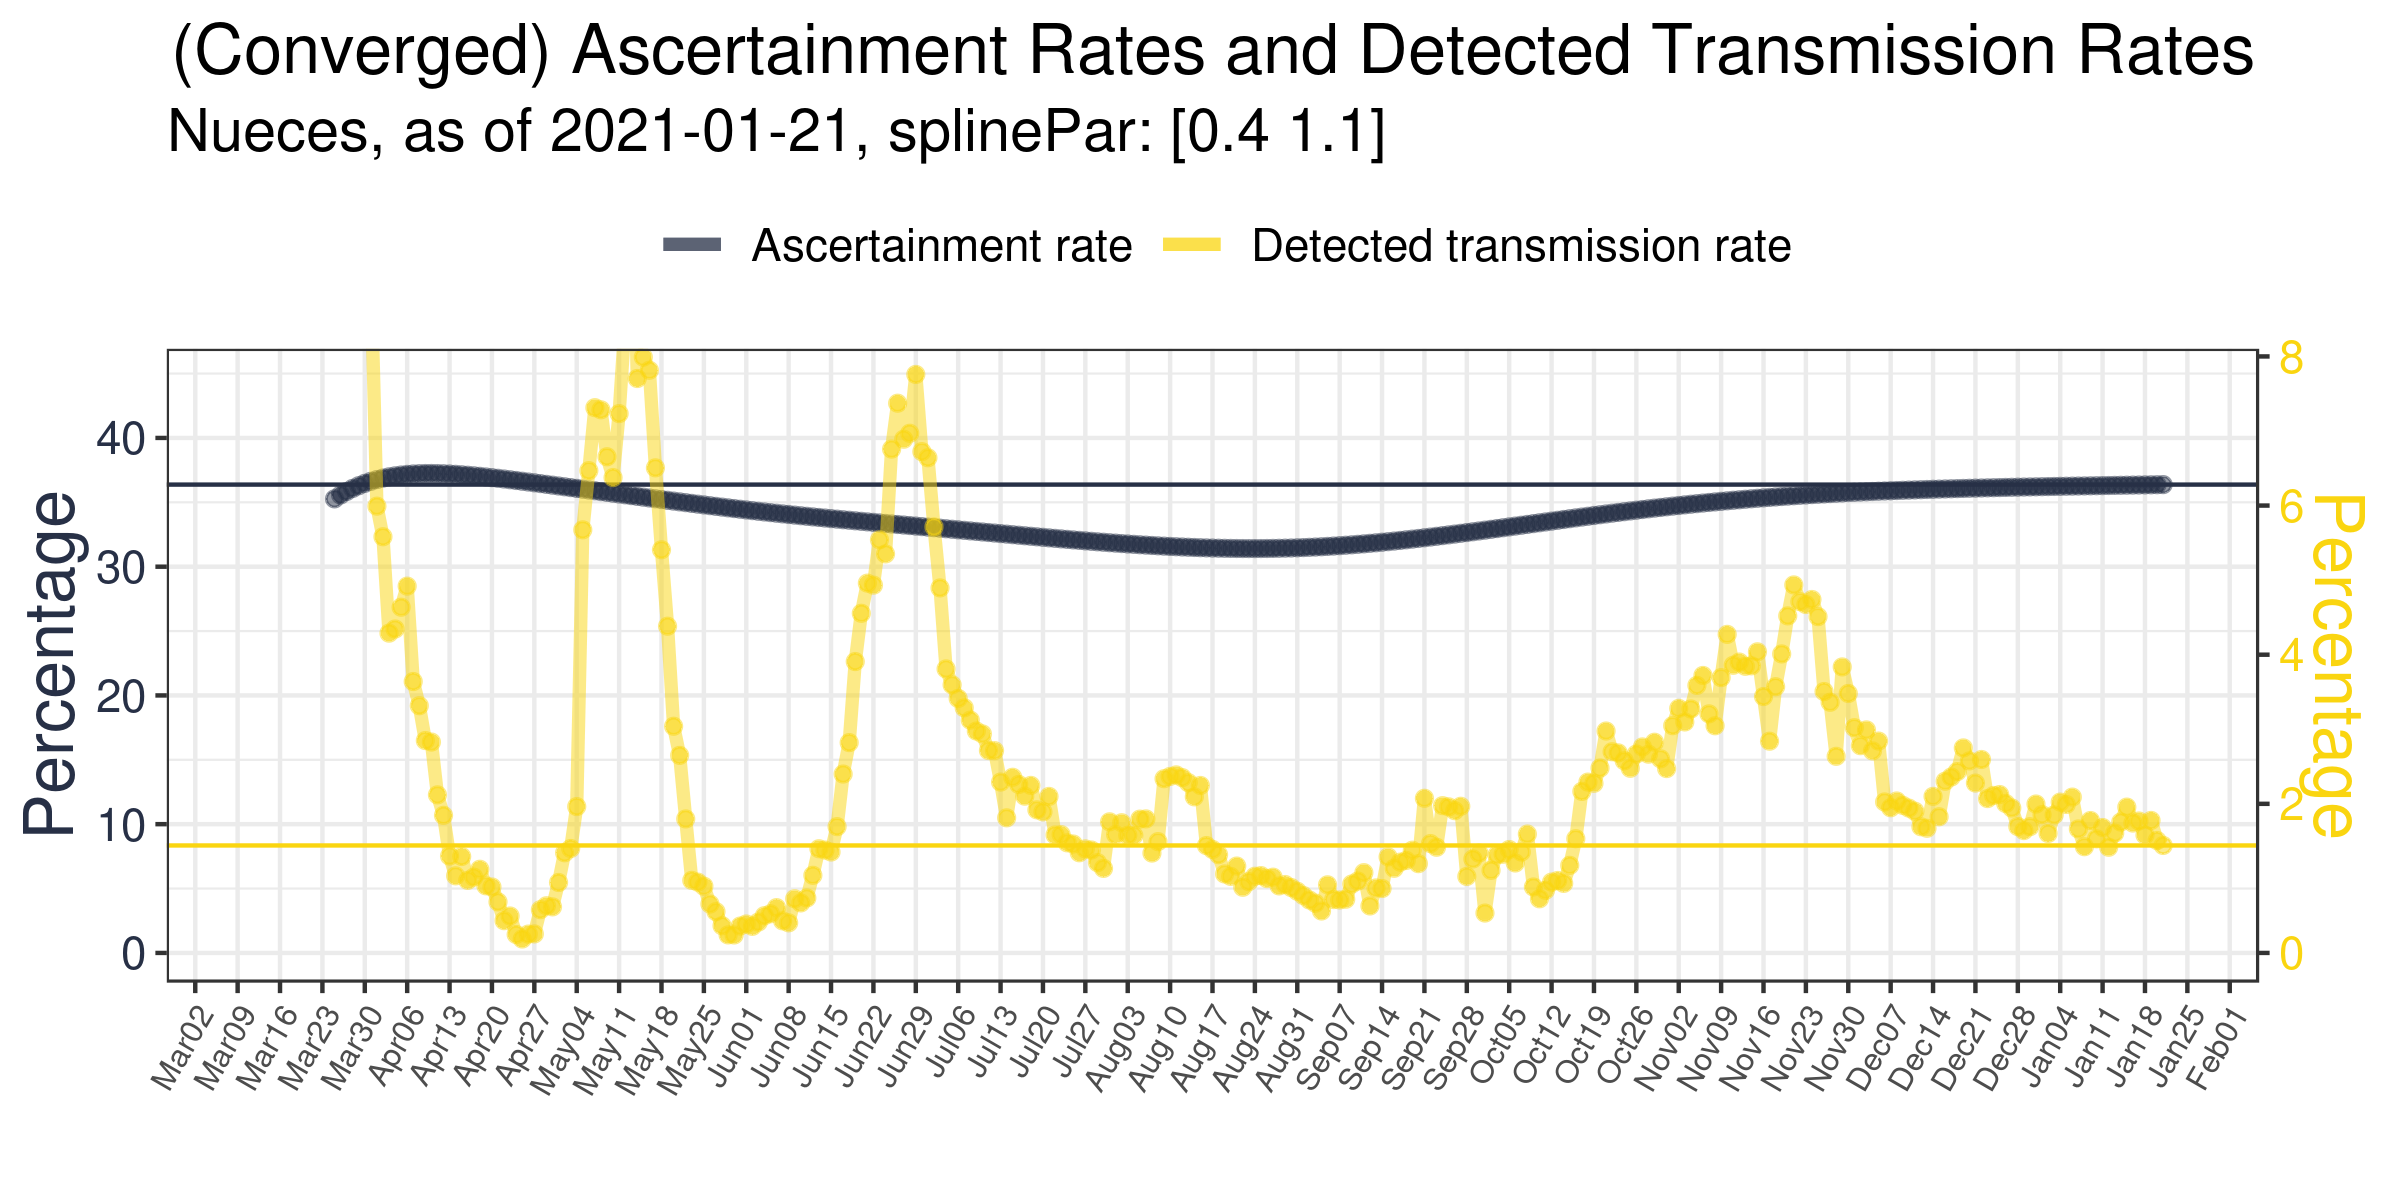 (Converged) Ascertainment Rates and Detected Transmission Rates
Nueces, as of 2021-01-21, splinePar: [0.4 1.1]
Ascertainment rate Detected transmission rate
Percentage
40
30
20
10
0
8
6
4
2
0
Percentage
Mar02 Mar09 Mar16 Mar23 Mar30 Apr06 Apr13 Apr20 Apr27 May04 May11 May18 May25 Jun01 Jun08 Jun15 Jun22 Jun29 Jul06 Jul13 Jul20 Jul27 Aug03 Aug10 Aug17 Aug24 Aug31 Sep07 Sep14 Sep21 Sep28 Oct05 Oct12 Oct19 Oct26 Nov02 Nov09 Nov16 Nov23 Nov30 Dec07 Dec14 Dec21 Dec28 Jan04 Jan11 Jan18 Jan25 Feb01